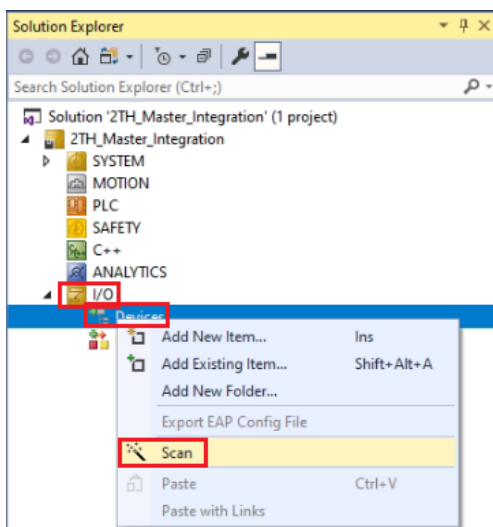 Solution Explorer
Search Solution Explorer (Ctrl+;)
Solution '2TH_Master_Integration' (1 project)
2TH_Master_Integration
SYSTEM
MOTION
PLC
SAFETY
C++
ANALYTICS
I/O
Devices
Add New Item... Ins
Add Existing Item... Shift+Alt+A
Add New Folder...
Export EAP Config File
Scan
Paste Ctrl+V
Paste with Links